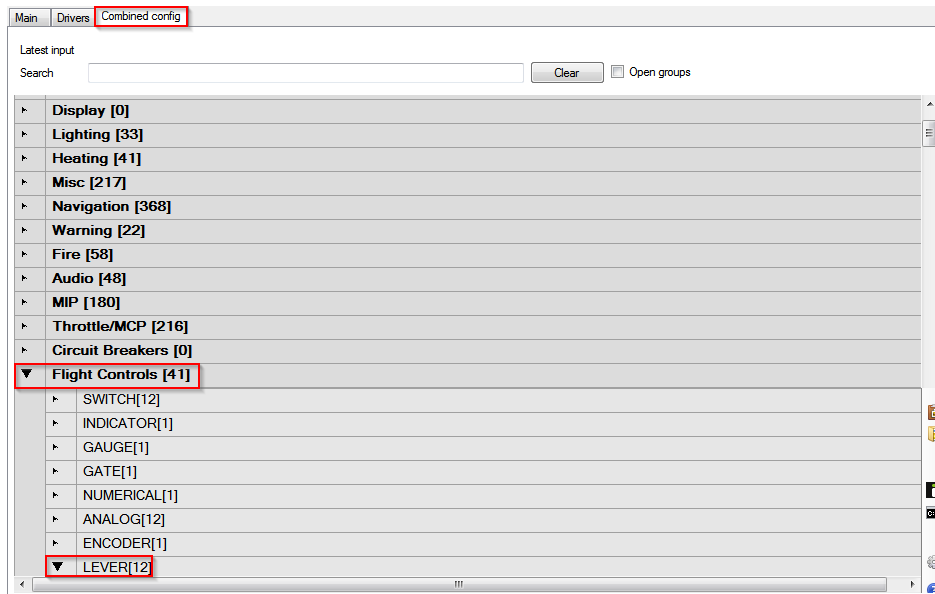 Main Drivers Combined config
Latest input
Search Clear Open groups
Display [0]
Lighting [33]
Heating [41]
Misc [217]
Navigation [368]
Warning [22]
Fire [58]
Audio [48]
MIP [180]
Throttle/MCP [216]
Circuit Breakers [0]
Flight Controls [41]
SWITCH[12]
INDICATOR[1]
GAUGE[1]
GATE[1]
NUMERICAL[1]
ANALOG[12]
ENCODER[1]
LEVER[12]